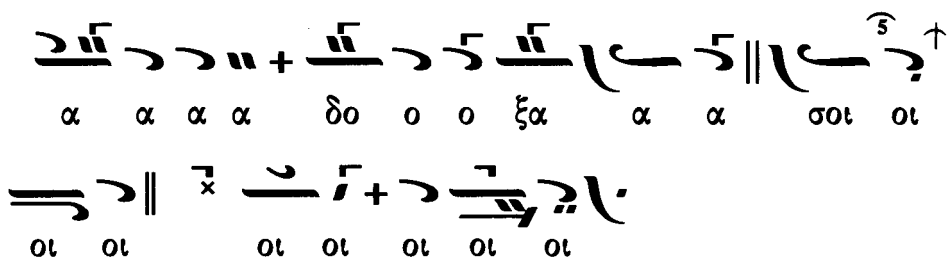 α α α α δο ο ο ξα α α σοι οι
οι οι οι οι οι οι οι